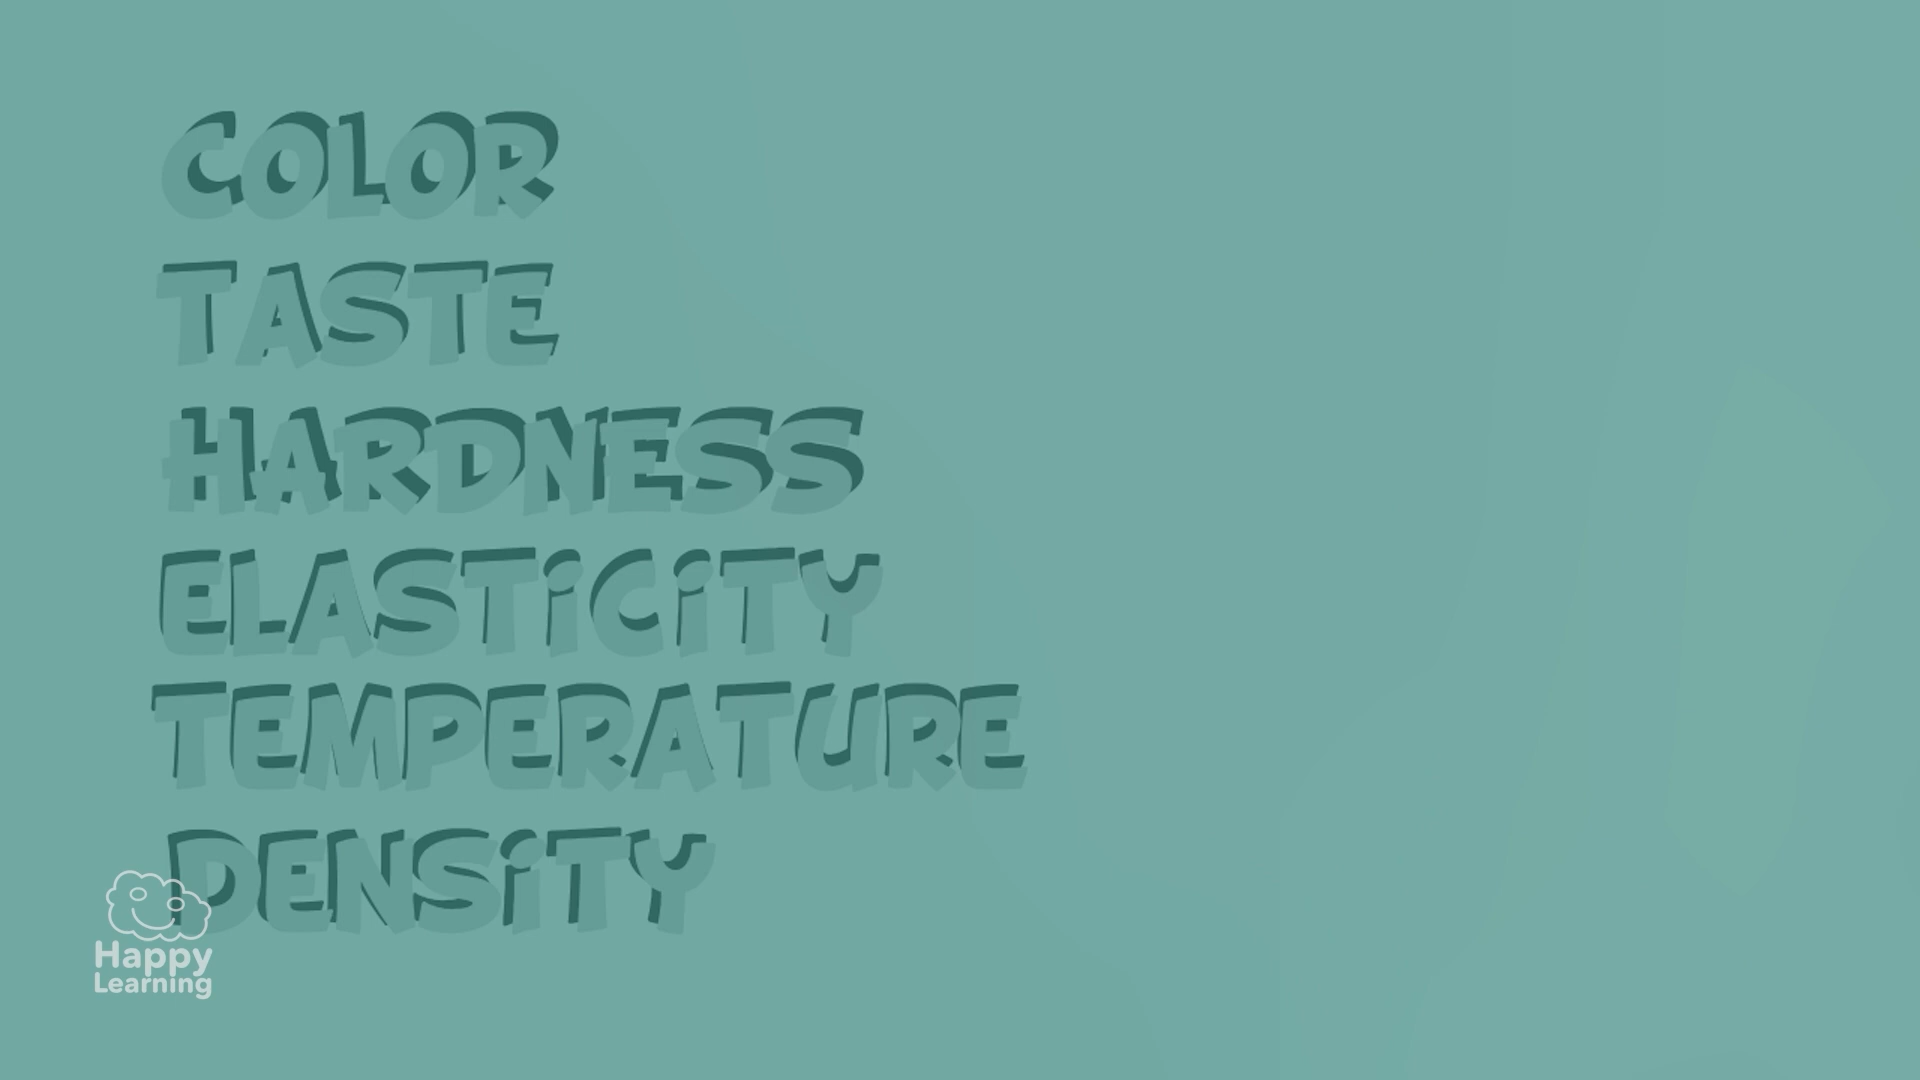 COLOR
TASTE
HARDNESS
ELASTiCiTY
TEMPERATURE
DENSiTY
Happy
Learning